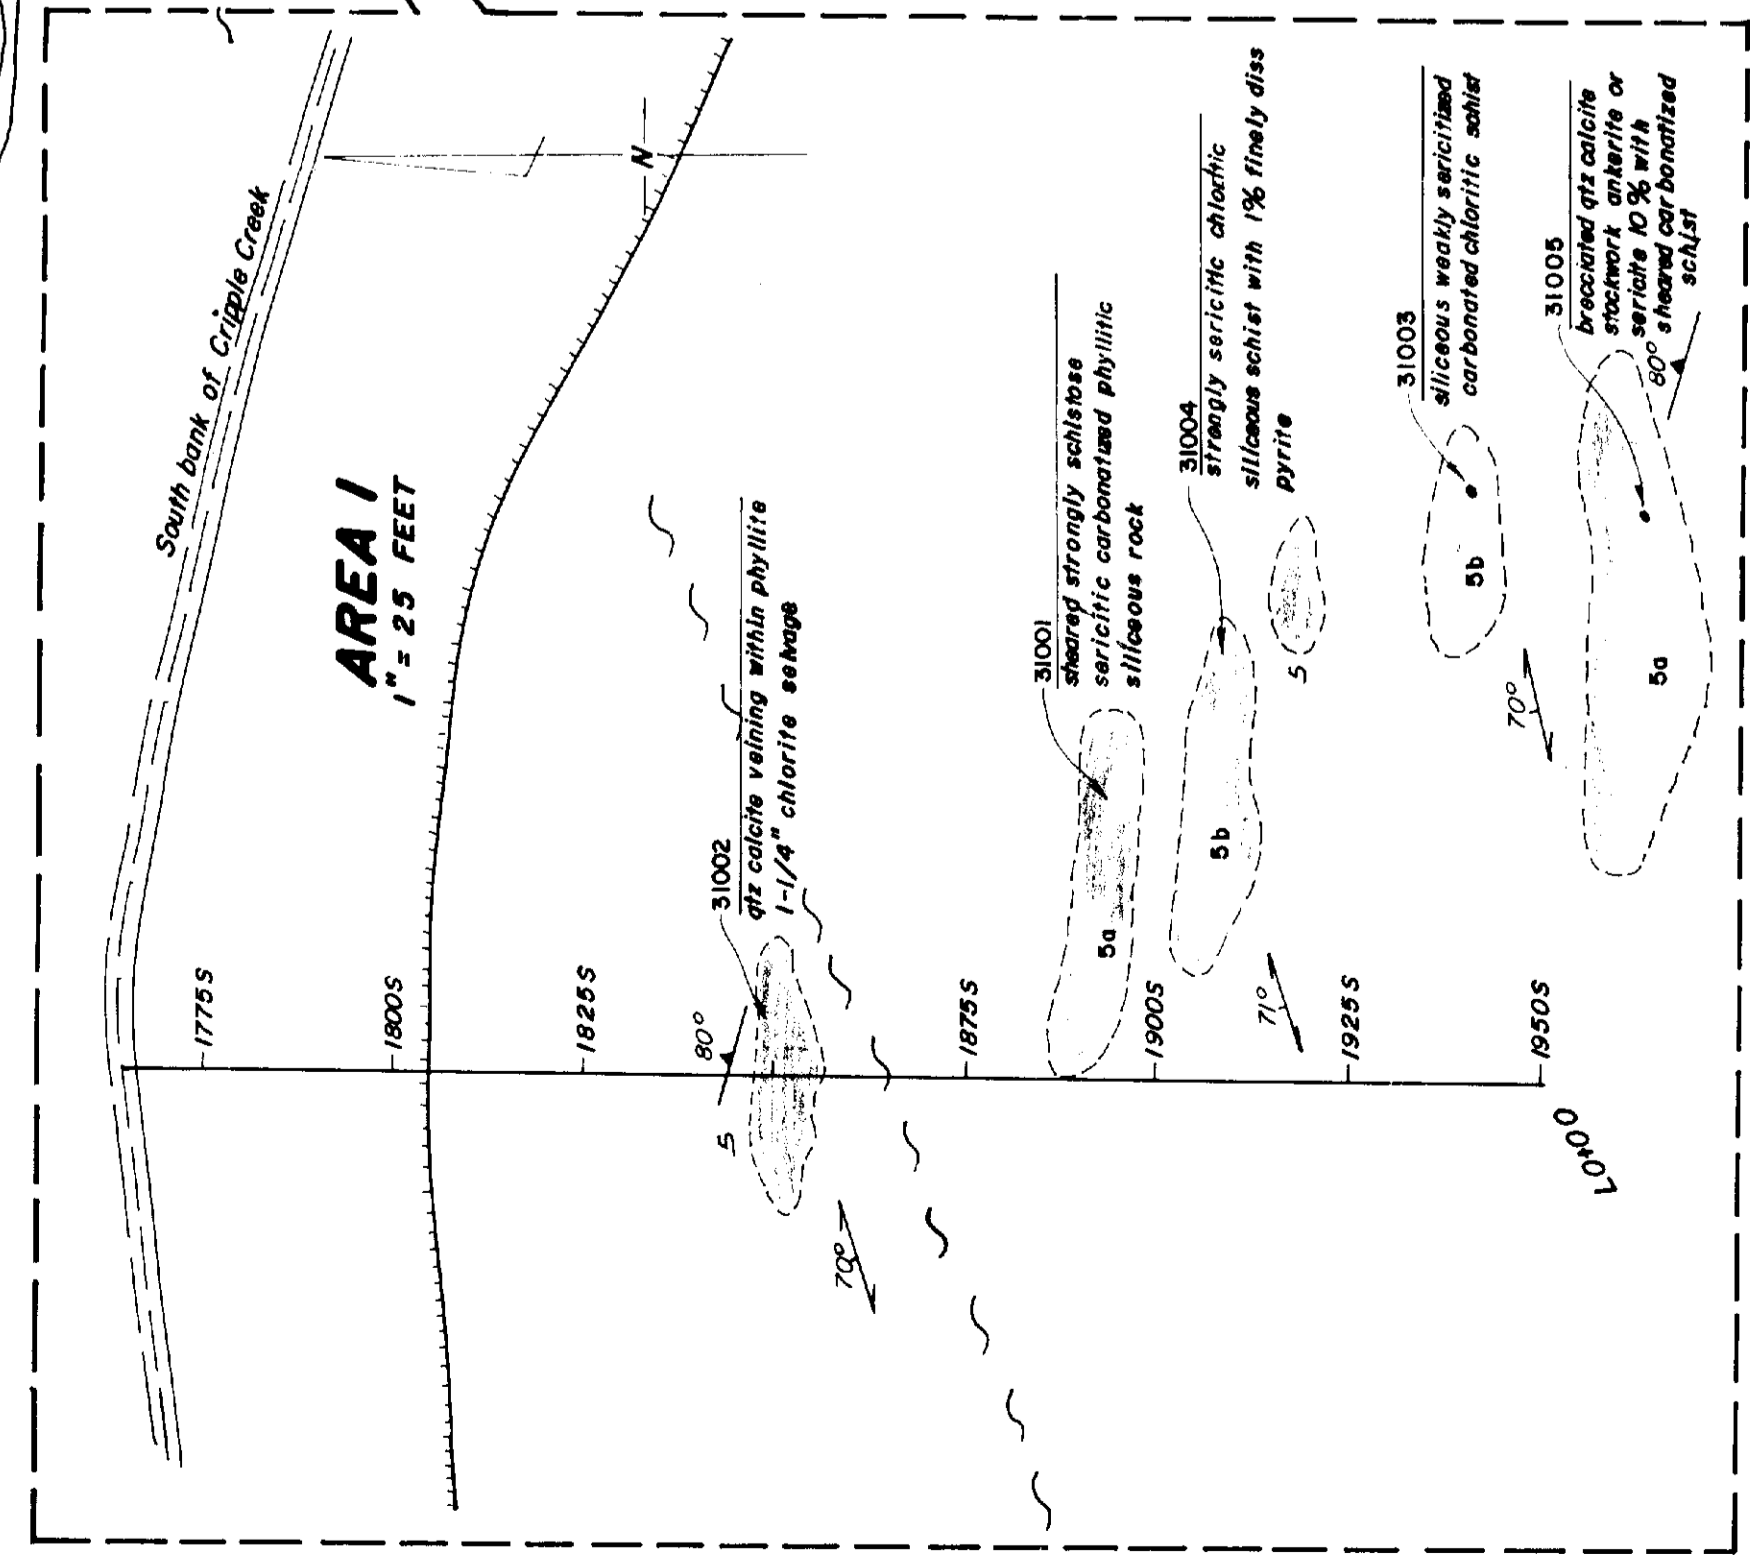 South bank of Cripple Creek
AREA 1
1" = 25 FEET
N
1775S
1800S
1825S
1875S
1900S
1925S
1950S
L0+00
31002
qtz calcite veining within phyllite
1-1/4" chlorite selvage
80°
5
70°
31001
sheared strongly schistose
sericitic carbonatized phyllitic
siliceous rock
5a
31004
strongly sericitic chloritic
siliceous schist with 1% finely diss
pyrite
5b
5
71°
31003
siliceous weakly sericitized
carbonated chloritic schist
5b
70°
31005
brecciated qtz calcite
stockwork ankerite or
sericite 10% with
sheared carbonatized
schist
80°
5a